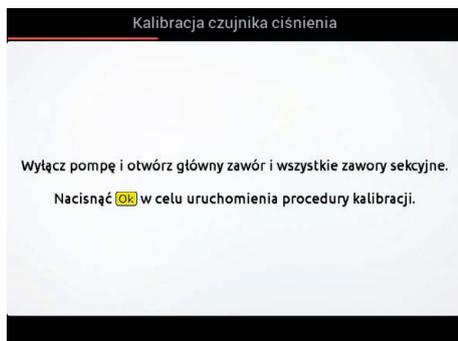 Kalibracja czujnika ciśnienia
Wyłącz pompę i otwórz główny zawór i wszystkie zawory sekcyjne.
Nacisnąć Ok w celu uruchomienia procedury kalibracji.